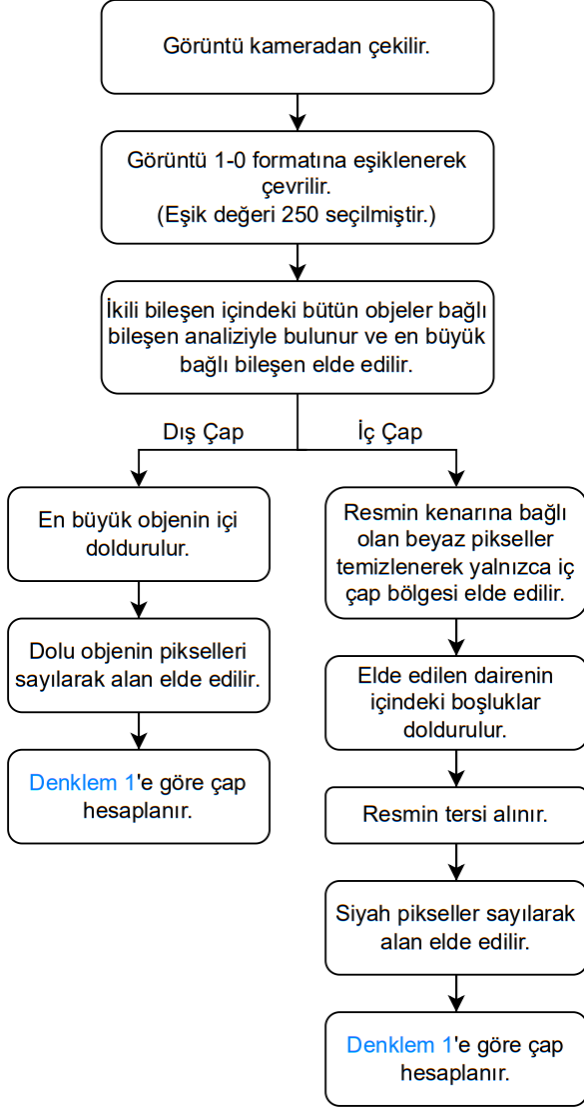 Görüntü kameradan çekilir.
Görüntü 1-0 formatına eşiklenerek
çevrilir.
(Eşik değeri 250 seçilmiştir.)
İkili bileşen içindeki bütün objeler bağlı
bileşen analiziyle bulunur ve en büyük
bağlı bileşen elde edilir.
Dış Çap
En büyük objenin içi
doldurulur.
Dolu objenin pikselleri
sayılarak alan elde edilir.
Denklem 1'e göre çap
hesaplanır.
İç Çap
Resmin kenarına bağlı
olan beyaz pikseller
temizlenerek yalnızca iç
çap bölgesi elde edilir.
Elde edilen dairenin
içindeki boşluklar
doldurulur.
Resmin tersi alınır.
Siyah pikseller sayılarak
alan elde edilir.
Denklem 1'e göre çap
hesaplanır.